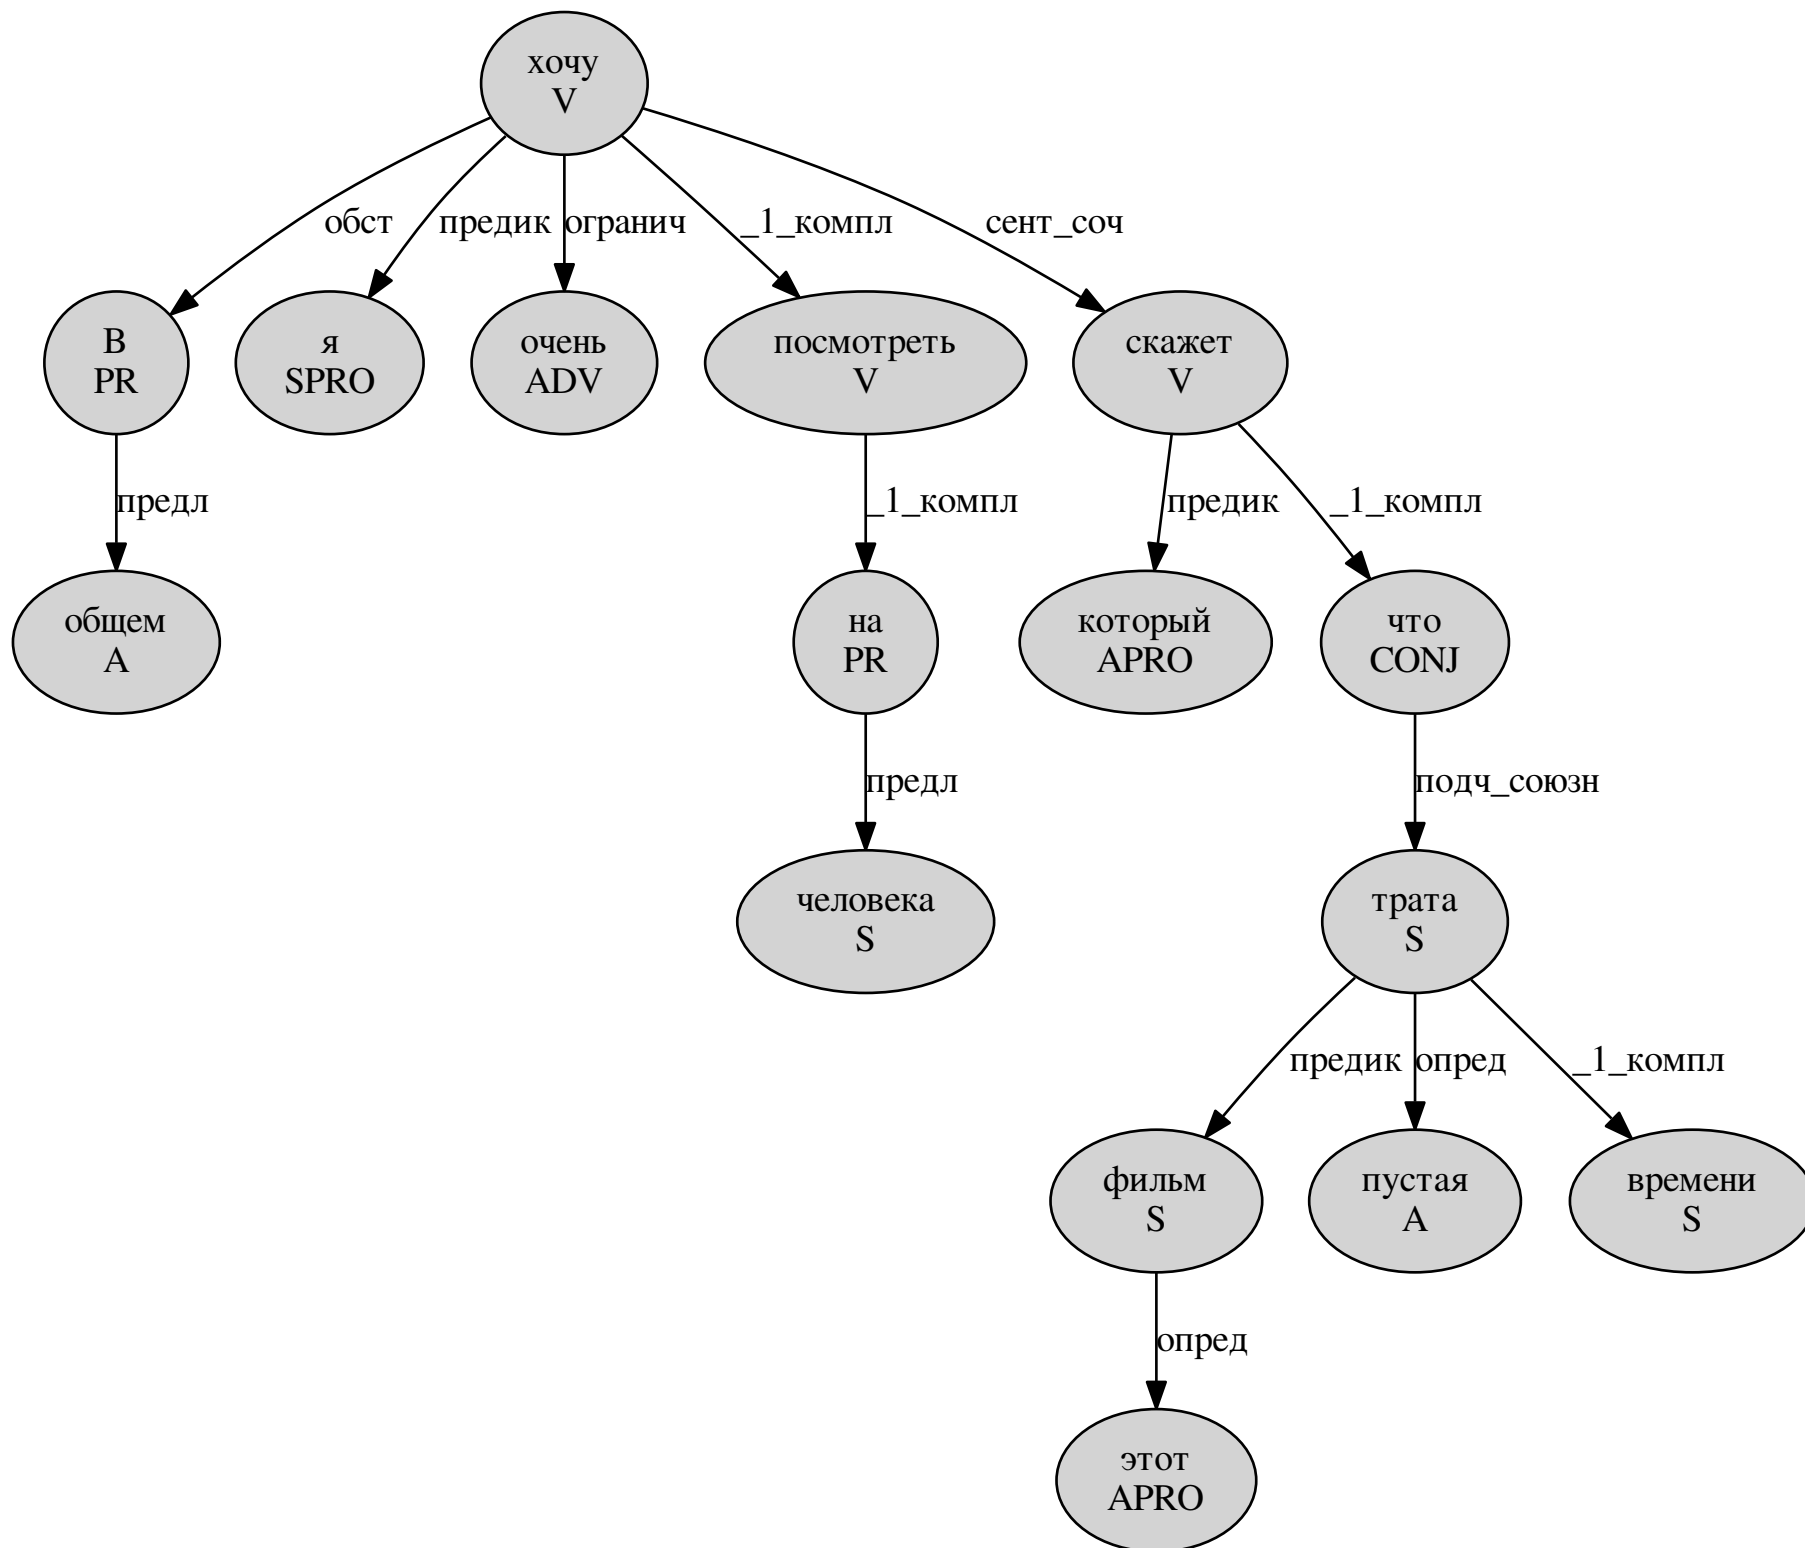 хочу
V
обст
предик
огранич
_1_компл
сент_соч
В
PR
я
SPRO
очень
ADV
посмотреть
V
скажет
V
предл
_1_компл
предик
_1_компл
общем
A
на
PR
который
APRO
что
CONJ
предл
подч_союзн
человека
S
трата
S
предик
опред
_1_компл
фильм
S
пустая
A
времени
S
опред
этот
APRO